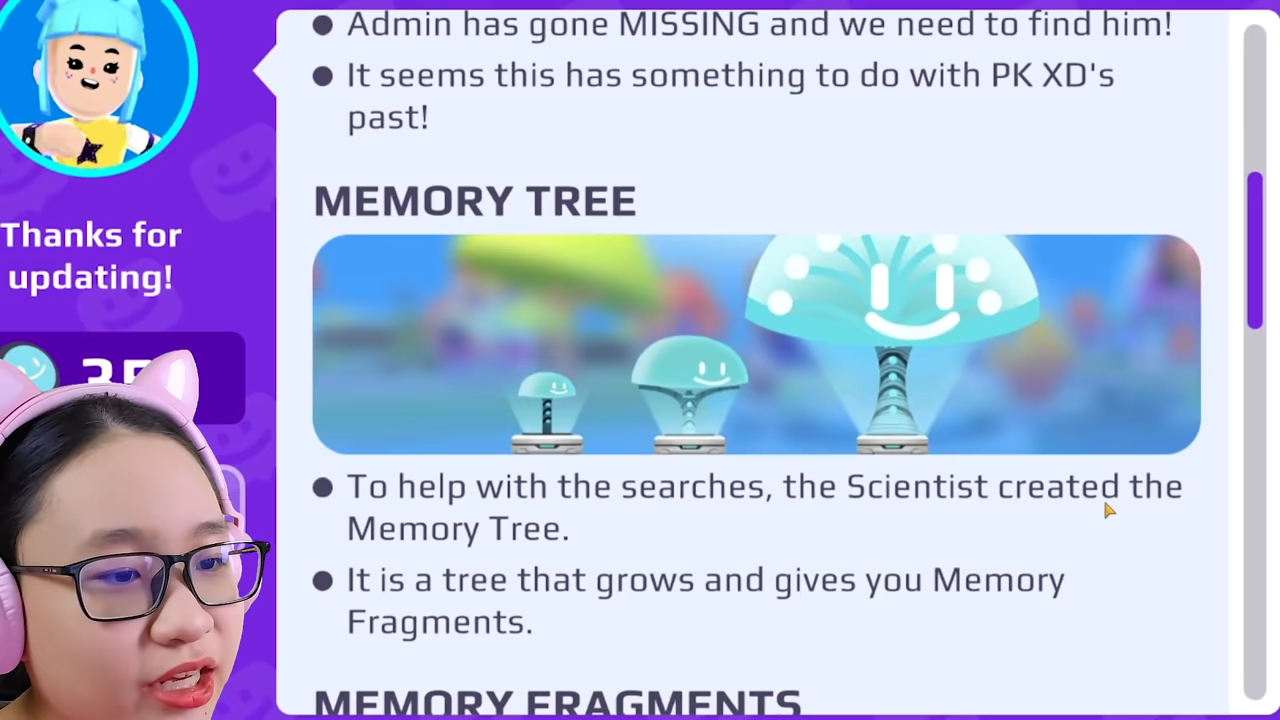 Admin has gone MISSING and we need to find him!
It seems this has something to do with PK XD's
past!
MEMORY TREE
Thanks for
updating!
To help with the searches, the Scientist created the
Memory Tree.
It is a tree that grows and gives you Memory
Fragments.
MEMORY FRAGMENTS